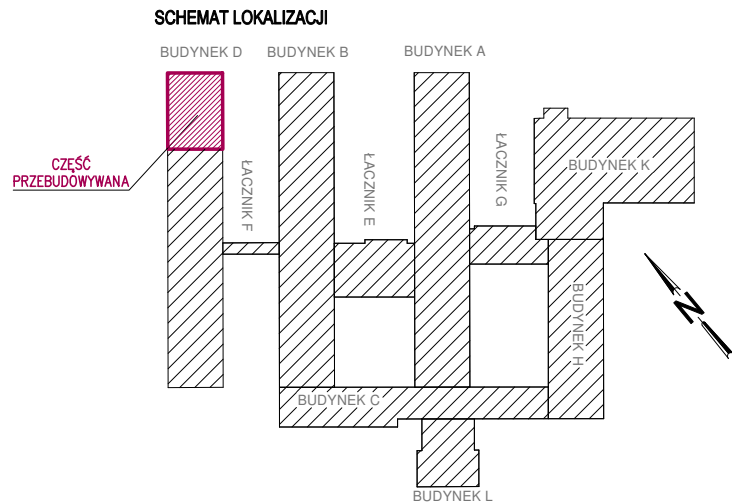 SCHEMAT LOKALIZACJI
BUDYNEK D
BUDYNEK B
BUDYNEK A
CZĘŚĆ
PRZEBUDOWYWANA
ŁACZNIK F
ŁACZNIK E
ŁACZNIK G
BUDYNEK K
BUDYNEK H
N
BUDYNEK C
BUDYNEK L